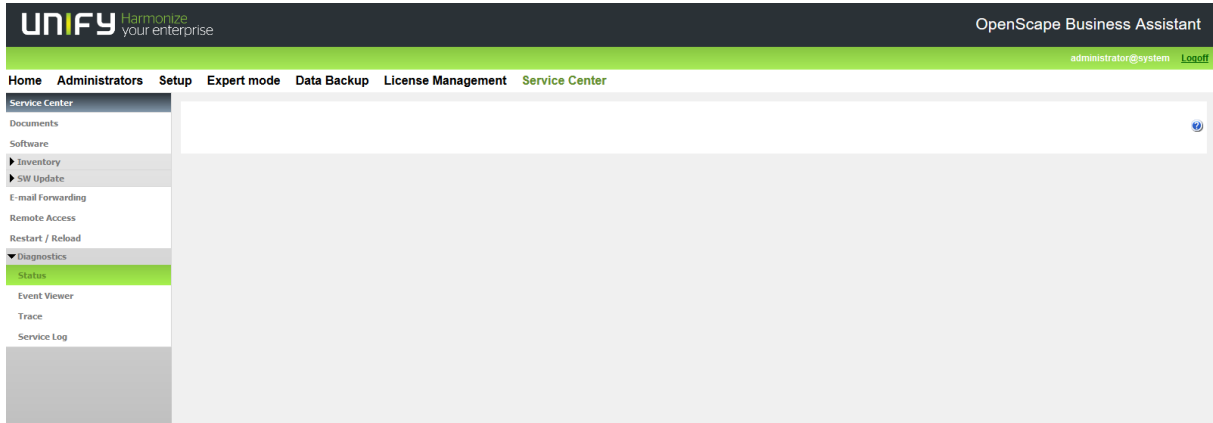 UNIFY Harmonize
your enterprise
OpenScape Business Assistant
administrator@system Logoff
Home Administrators Setup Expert mode Data Backup License Management Service Center
Service Center
Documents
Software
Inventory
SW Update
E-mail Forwarding
Remote Access
Restart / Reload
Diagnostics
Status
Event Viewer
Trace
Service Log
?